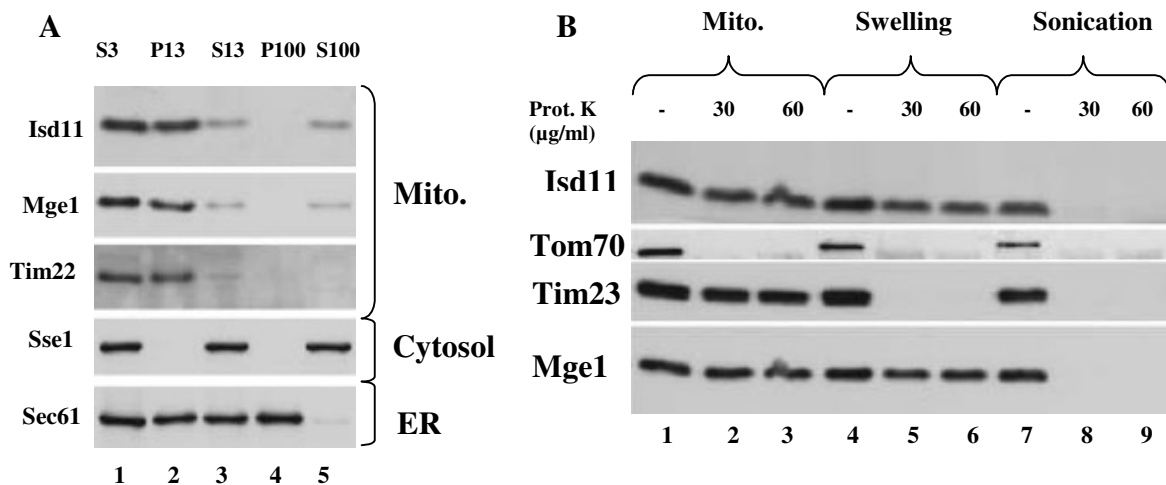 A
S3 P13 S13 P100 S100
Isd11
Mge1
Tim22
Mito.
Sse1
Cytosol
Sec61
ER
1 2 3 4 5
B
Mito. Swelling Sonication
Prot. K - 30 60 - 30 60 - 30 60
(µg/ml)
Isd11
Tom70
Tim23
Mge1
1 2 3 4 5 6 7 8 9